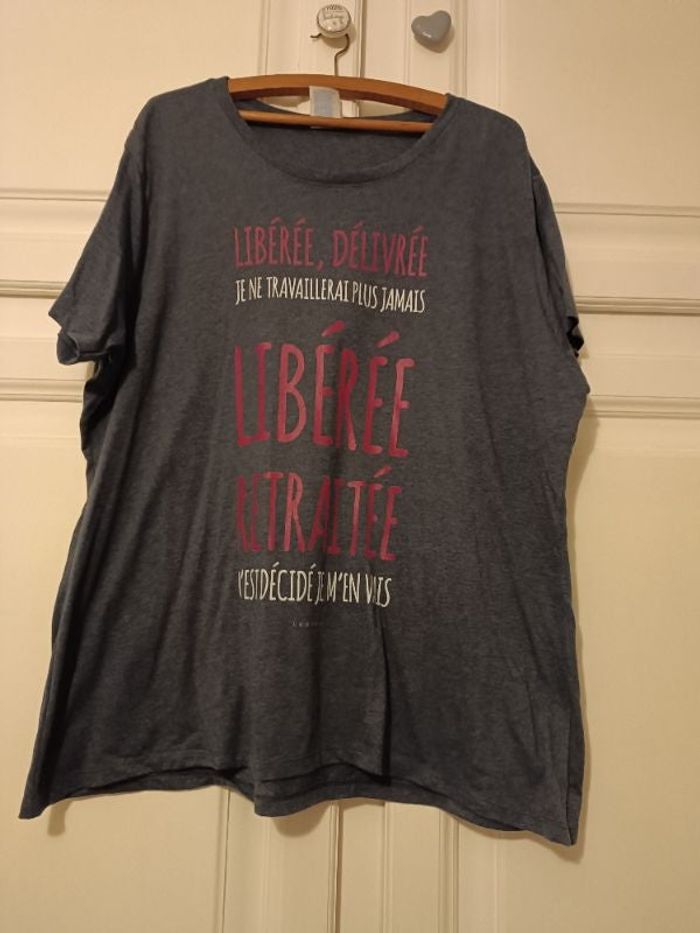 LIBÉRÉE, DÉLIVRÉE
JE NE TRAVAILLERAI PLUS JAMAIS
LIBÉRÉE
RETRAITÉE
C'EST DÉCIDÉ JE M'EN VAIS